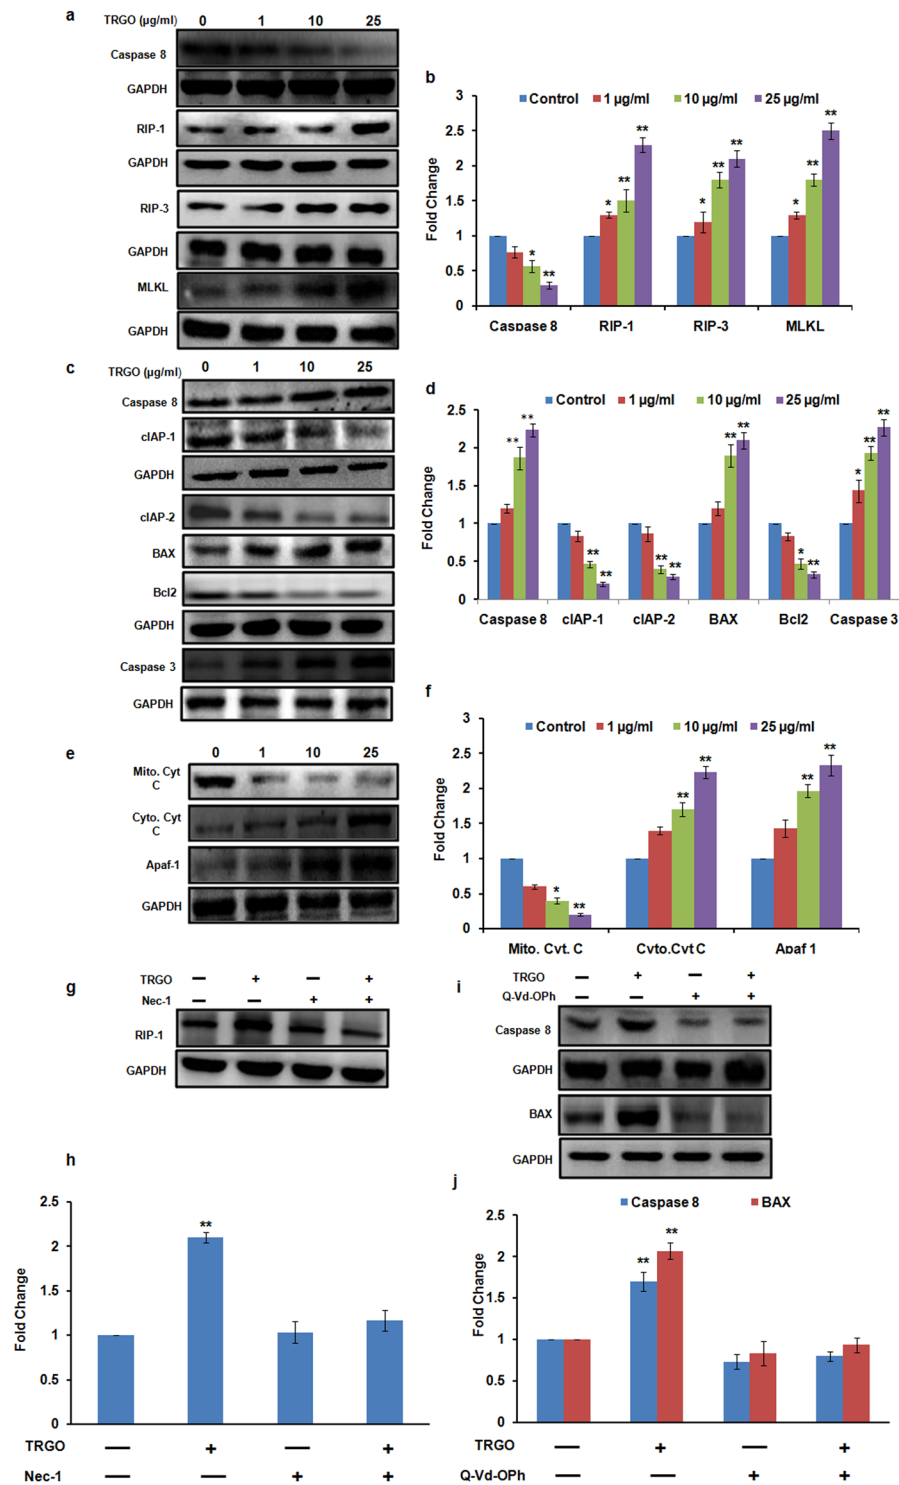 a
TRGO (µg/ml) 0 1 10 25
Caspase 8
GAPDH
RIP-1
GAPDH
RIP-3
GAPDH
MLKL
GAPDH
b
Control 1 µg/ml 10 µg/ml 25 µg/ml
3
2.5
2
1.5
1
0.5
0
Fold Change
* ** * ** ** * ** ** * ** **
Caspase 8 RIP-1 RIP-3 MLKL
c
TRGO (µg/ml) 0 1 10 25
Caspase 8
cIAP-1
GAPDH
cIAP-2
BAX
Bcl2
GAPDH
Caspase 3
GAPDH
d
Control 1 µg/ml 10 µg/ml 25 µg/ml
2.5
2
1.5
1
0.5
0
Fold Change
** ** ** ** ** ** ** ** * ** * ** **
Caspase 8 cIAP-1 cIAP-2 BAX Bcl2 Caspase 3
e
0 1 10 25
Mito. Cyt
C
Cyto. Cyt
C
Apaf-1
GAPDH
f
Control 1 µg/ml 10 µg/ml 25 µg/ml
3
2.5
2
1.5
1
0.5
0
Fold Change
* ** ** ** ** **
Mito. Cyt. C Cyto.Cyt C Apaf 1
g
TRGO — + — +
Nec-1 — — + +
RIP-1
GAPDH
h
2.5
2
1.5
1
0.5
0
Fold Change
**
TRGO — + — +
Nec-1 — — + +
i
TRGO — + — +
Q-Vd-OPh — — + +
Caspase 8
GAPDH
BAX
GAPDH
j
Caspase 8 BAX
2.5
2
1.5
1
0.5
0
Fold Change
** **
TRGO — + — +
Q-Vd-OPh — — + +